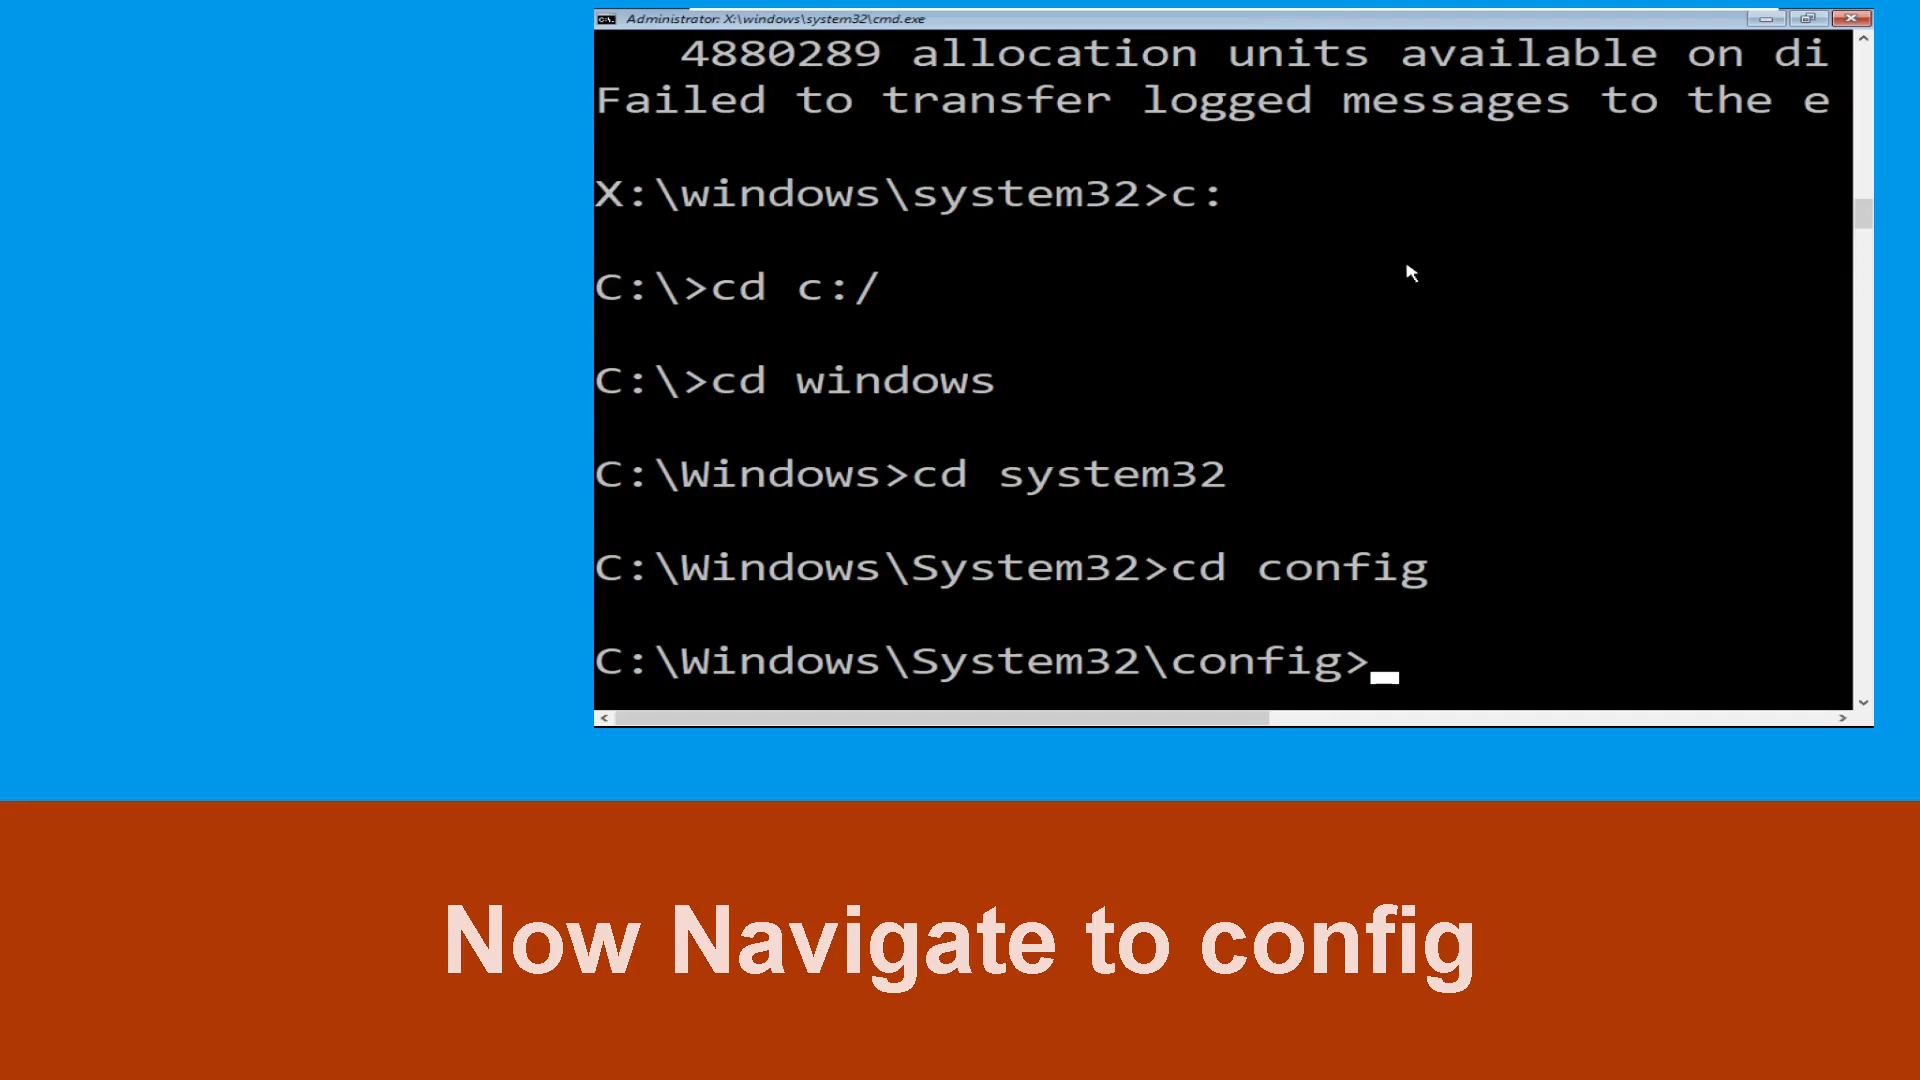 Administrator: X:\windows\system32\cmd.exe
4880289 allocation units available on di
Failed to transfer logged messages to the e
X:\windows\system32>c:
C:\>cd c:/
C:\>cd windows
C:\Windows>cd system32
C:\Windows\System32>cd config
C:\Windows\System32\config>
Now Navigate to config